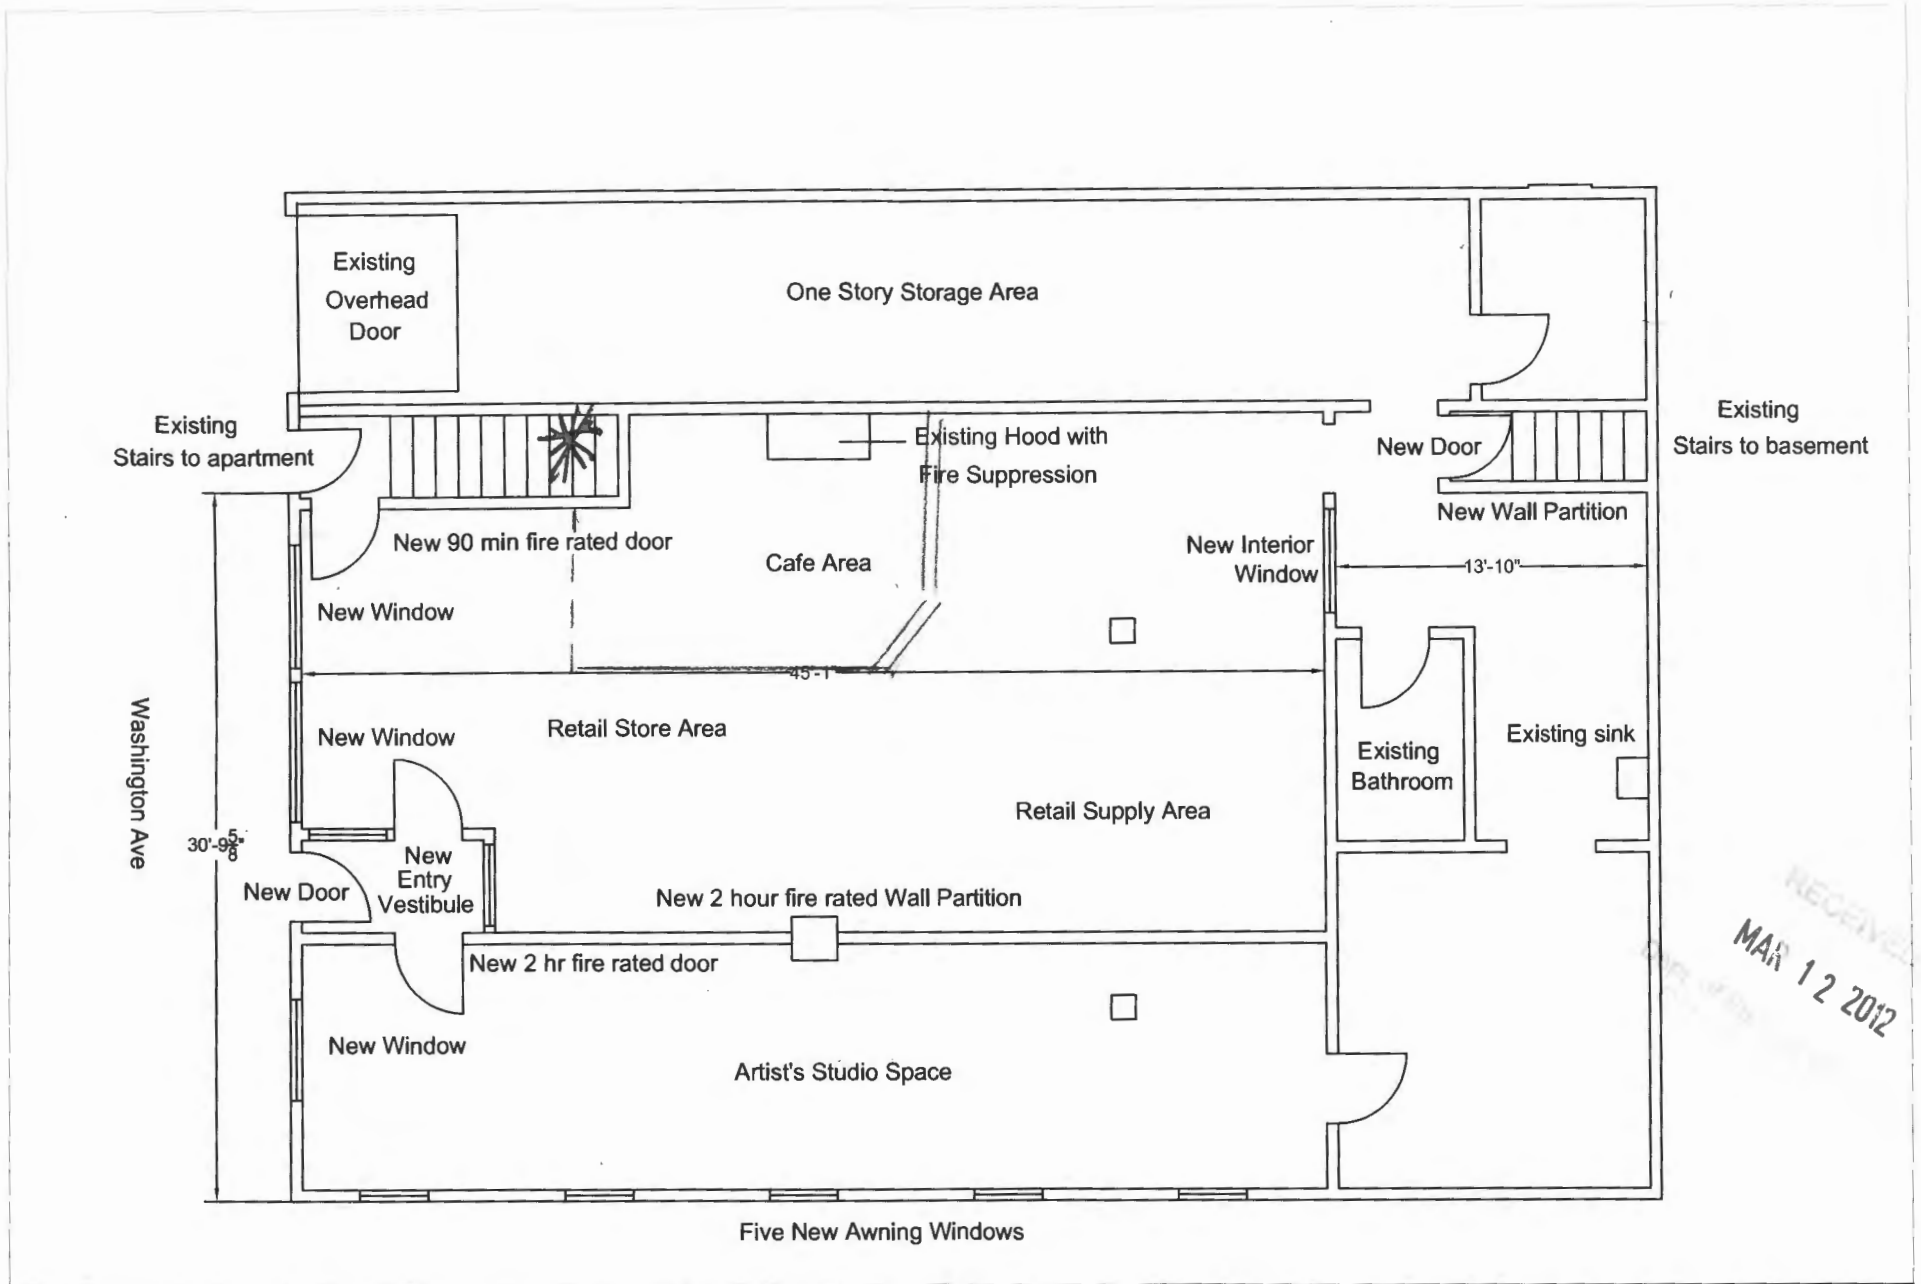 Existing
Overhead
Door
One Story Storage Area
Existing
Stairs to apartment
Existing Hood with
Fire Suppression
New Door
Existing
Stairs to basement
New Wall Partition
New 90 min fire rated door
Cafe Area
New Interior
Window
13'-10"
New Window
45'-1"
Washington Ave
New Window
Retail Store Area
Existing sink
Existing
Bathroom
Retail Supply Area
30'-9 5/8"
New
Entry
Vestibule
New Door
New 2 hour fire rated Wall Partition
New 2 hr fire rated door
RECEIVED
MAR 12 2012
New Window
Artist's Studio Space
Five New Awning Windows